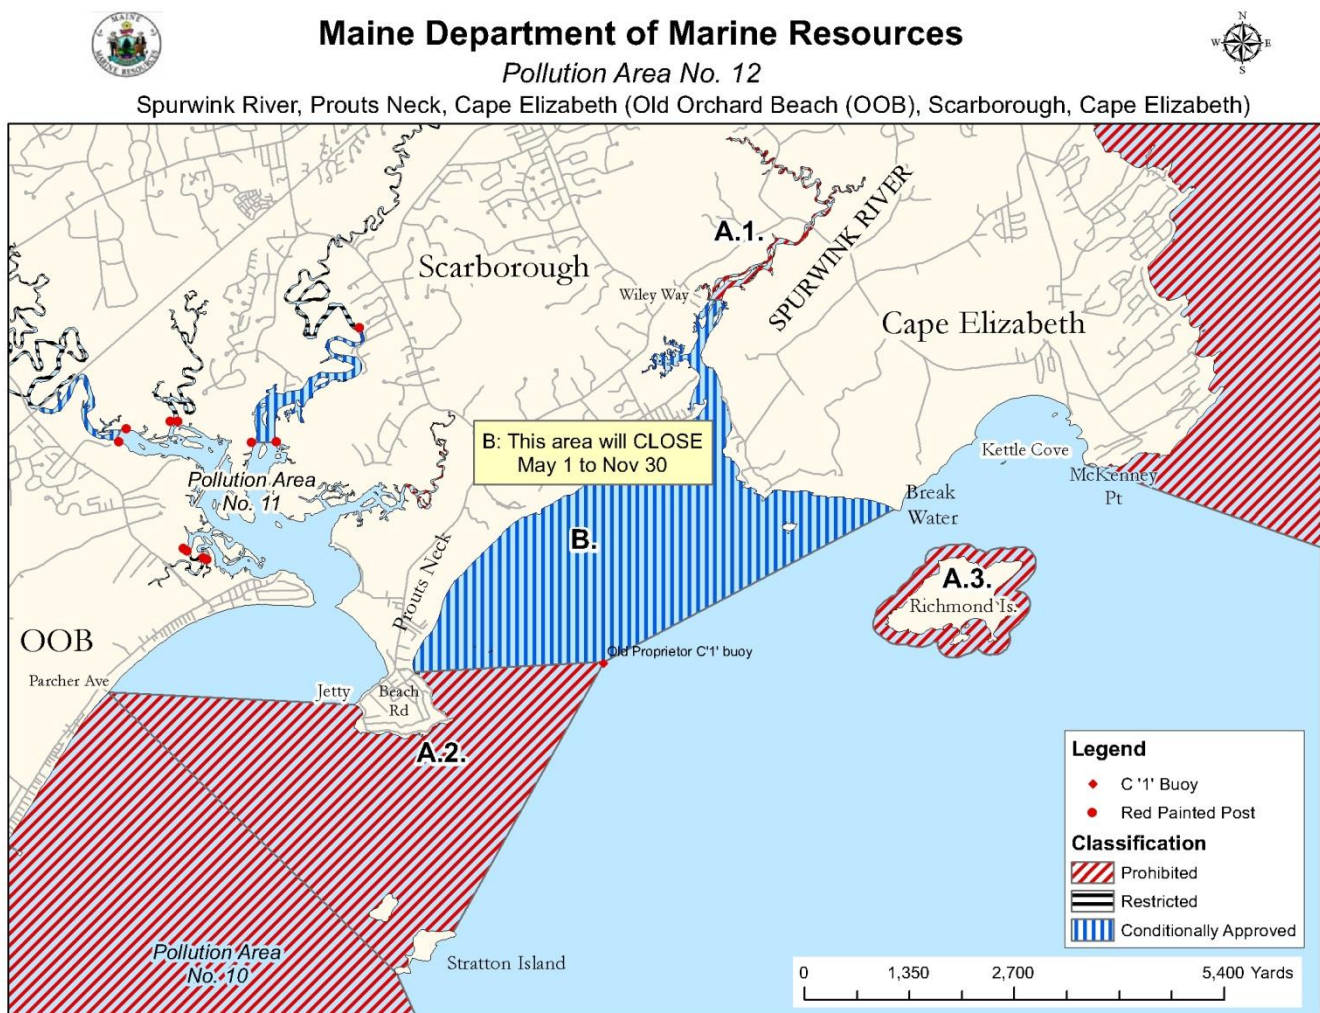 MAINE
MARINE RESOURCES
Maine Department of Marine Resources
Pollution Area No. 12
Spurwink River, Prouts Neck, Cape Elizabeth (Old Orchard Beach (OOB), Scarborough, Cape Elizabeth)
N
W
E
S
A.1.
SPURWINK RIVER
Scarborough
Wiley Way
Cape Elizabeth
B: This area will CLOSE
May 1 to Nov 30
Kettle Cove
McKenney
Pt
Pollution Area
No. 11
Break
Water
B.
Prouts Neck
A.3.
Richmond Is.
OOB
Old Proprietor C'1' buoy
Parcher Ave
Jetty
Beach
Rd
A.2.
Legend
C '1' Buoy
Red Painted Post
Classification
Prohibited
Restricted
Conditionally Approved
Pollution Area
No. 10
Stratton Island
0 1,350 2,700 5,400 Yards